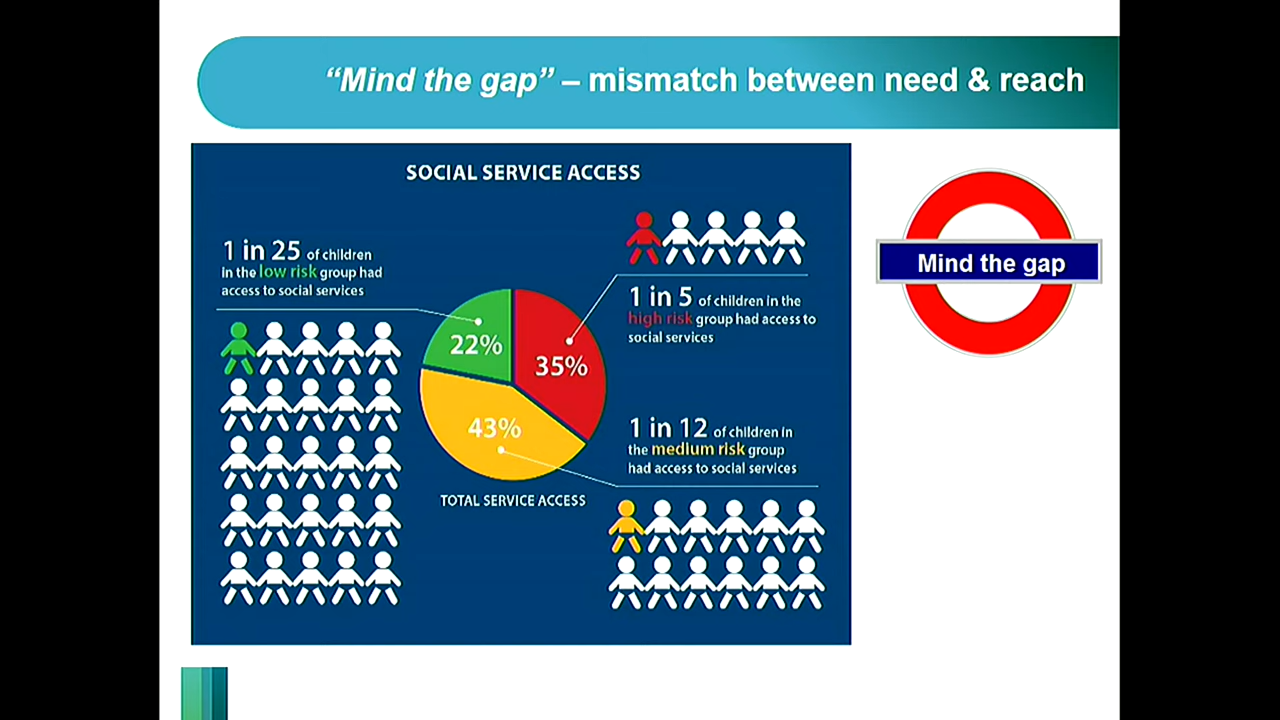 “Mind the gap” – mismatch between need & reach
SOCIAL SERVICE ACCESS
1 in 25 of children
in the low risk group had
access to social services
1 in 5 of children in the
high risk group had access to
social services
22%
35%
43%
1 in 12 of children in
the medium risk group
had access to social services
TOTAL SERVICE ACCESS
Mind the gap